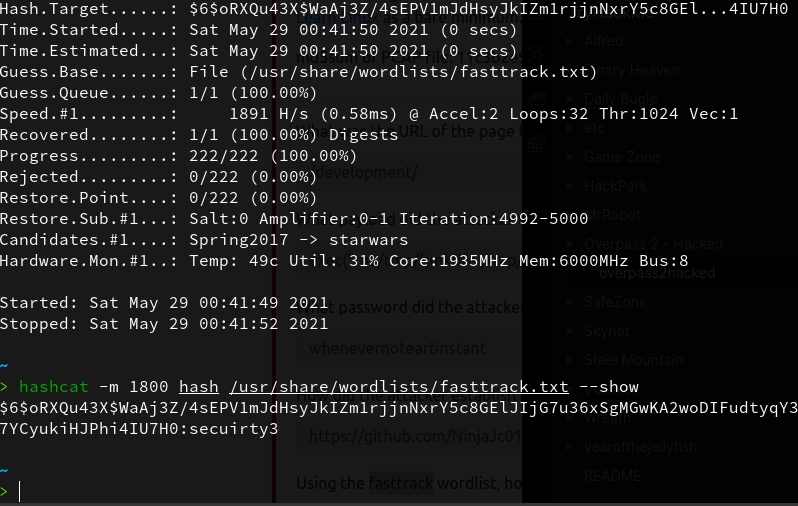 Hash.Target......: $6$oRXQu43X$WaAj3Z/4sEPV1mJdHsyJkIZm1rjjnNxrY5c8GEl...4IU7H0
Time.Started.....: Sat May 29 00:41:50 2021 (0 secs)
Time.Estimated...: Sat May 29 00:41:50 2021 (0 secs)
Guess.Base.......: File (/usr/share/wordlists/fasttrack.txt)
Guess.Queue......: 1/1 (100.00%)
Speed.#1.........:     1891 H/s (0.58ms) @ Accel:2 Loops:32 Thr:1024 Vec:1
Recovered........: 1/1 (100.00%) Digests
Progress.........: 222/222 (100.00%)
Rejected.........: 0/222 (0.00%)
Restore.Point....: 0/222 (0.00%)
Restore.Sub.#1...: Salt:0 Amplifier:0-1 Iteration:4992-5000
Candidates.#1....: Spring2017 -> starwars
Hardware.Mon.#1..: Temp: 49c Util: 31% Core:1935MHz Mem:6000MHz Bus:8
Started: Sat May 29 00:41:49 2021
Stopped: Sat May 29 00:41:52 2021
~
> hashcat -m 1800 hash /usr/share/wordlists/fasttrack.txt --show
$6$oRXQu43X$WaAj3Z/4sEPV1mJdHsyJkIZm1rjjnNxrY5c8GElJIjG7u36xSgMGwKA2woDIFudtyqY3
7YCyukiHJPhi4IU7H0:secuirty3
~
>
as a bare minimum.
URL of the page
/development/
What password did the attacke
whenevernoteartinstant
https://github.com/NinjaJc01
Using the fasttrack wordlist, ho
Alfred
Binary Heaven
Daily Bugle
etc
Game Zone
HackPark
MrRobot
Overpass 2 - Hacked
overpass2hacked
SafeZone
Skynet
Steel Mountain
Wreath
yearofthejellyfish
README